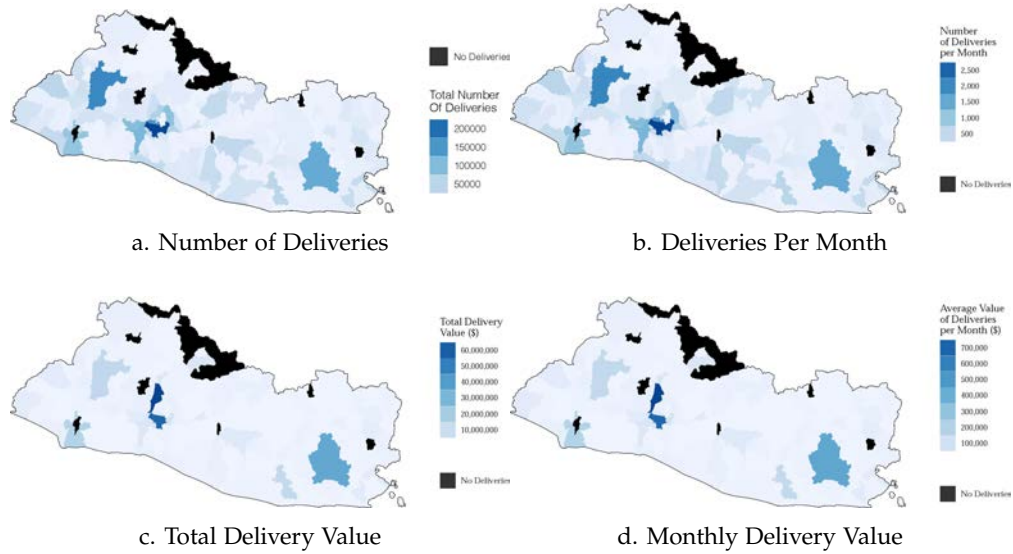 No Deliveries
Total Number
Of Deliveries
200000
150000
100000
50000
a. Number of Deliveries
Number
of Deliveries
per Month
2,500
2,000
1,500
1,000
500
No Deliveries
b. Deliveries Per Month
Total Delivery
Value ($)
60,000,000
50,000,000
40,000,000
30,000,000
20,000,000
10,000,000
No Deliveries
c. Total Delivery Value
Average Value
of Deliveries
per Month ($)
700,000
600,000
500,000
400,000
300,000
200,000
100,000
No Deliveries
d. Monthly Delivery Value